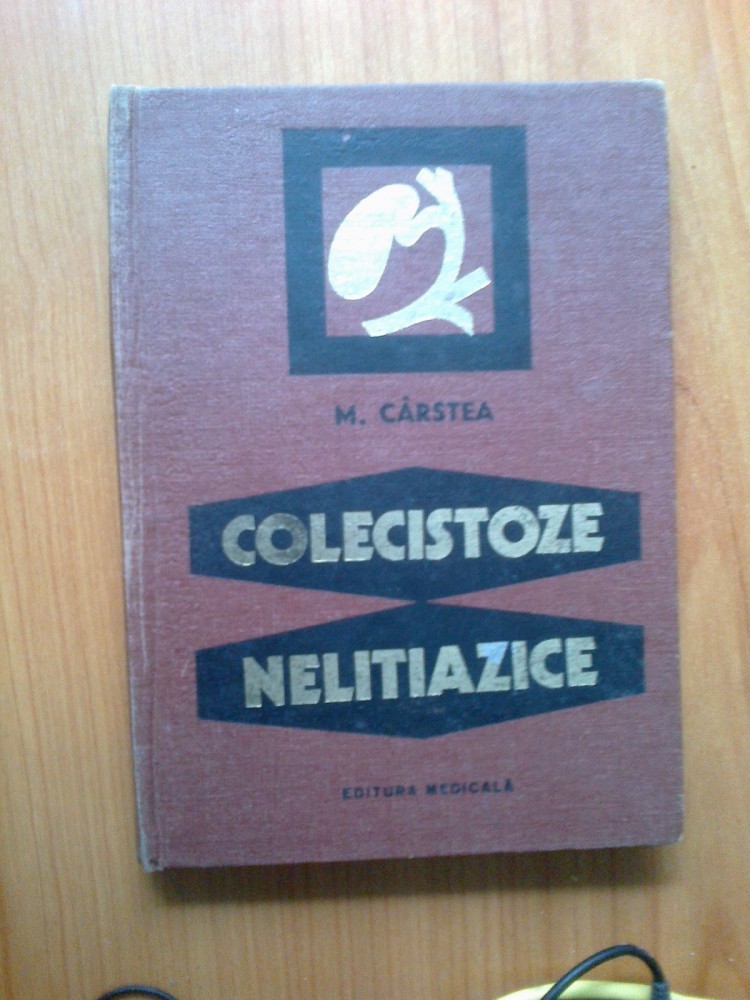 M. CÂRSTEA
COLECISTOZE
NELITIAZICE
EDITURA MEDICALĂ